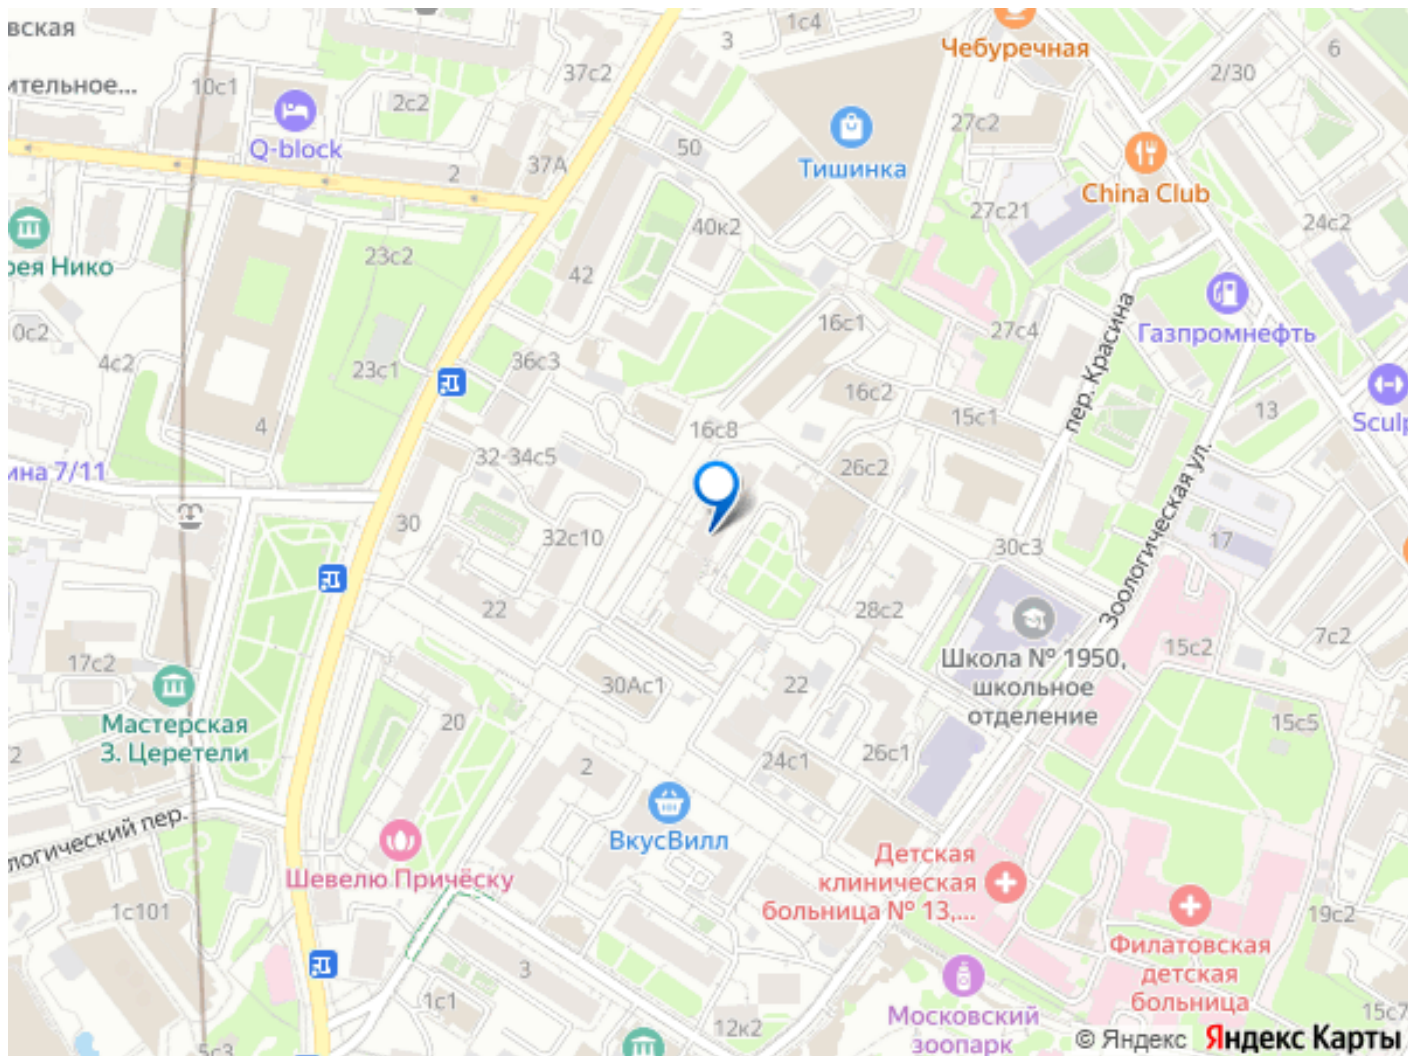 вская
1с4
Чебуречная
3
6
ительное...
10с1
37с2
2/30
2с2
Q-block
27с2
50
37А
2
Тишинка
China Club
27с21
24с2
рея Нико
23с2
40к2
42
пер. Красина
Газпромнефть
0с2
16с1
27с4
4с2
23с1
36с3
16с2
15с1
13
Sculp
4
16с8
ина 7/11
32-34с5
26с2
Зоологическая ул.
30
32с10
30с3
17
22
28с2
7с2
15с2
17с2
Школа № 1950,
школьное
отделение
30Ас1
22
Мастерская
З. Церетели
20
15с5
2
24с1
26с1
2
логический пер.
ВкусВилл
Детская
клиническая
больница № 13,...
Шевелю Причёску
1с101
19с2
Филатовская
детская
больница
3
1с1
Московский
зоопарк
12к2
15с7
5с3
© Яндекс Яндекс Карты